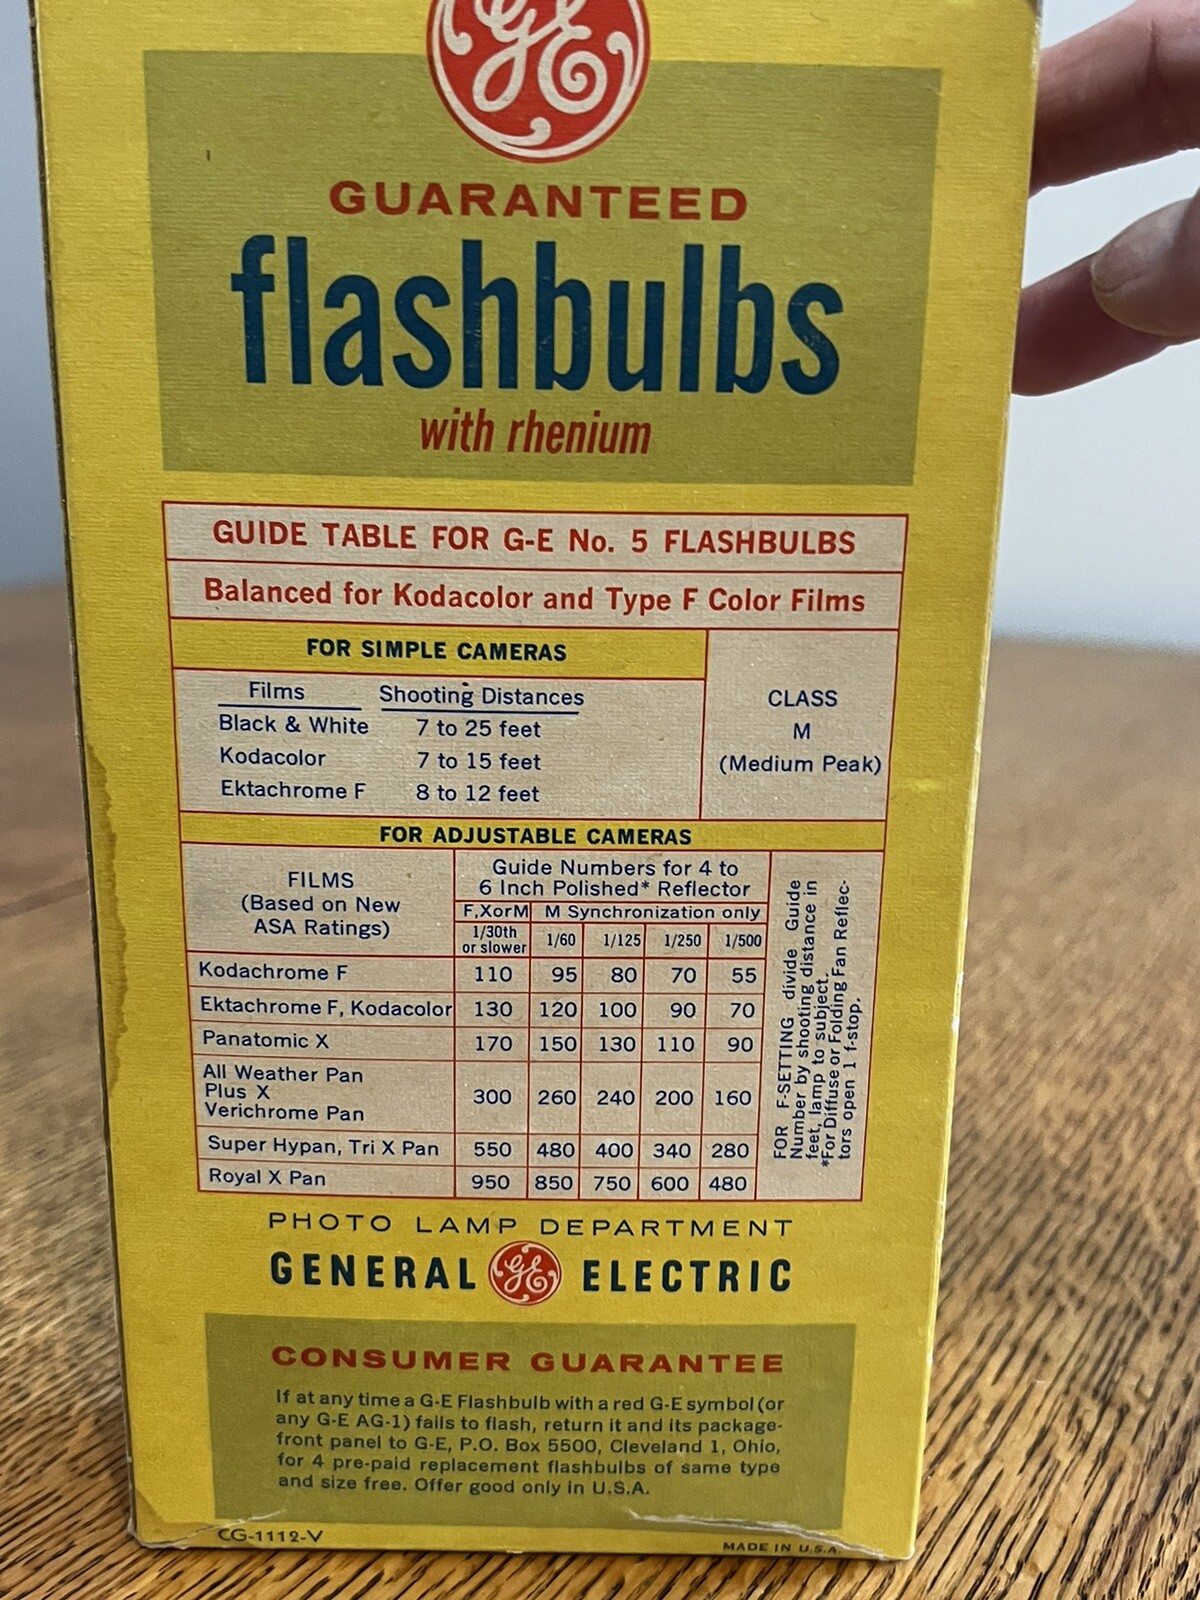 GE
GUARANTEED
flashbulbs
with rhenium
GUIDE TABLE FOR G-E No. 5 FLASHBULBS
Balanced for Kodacolor and Type F Color Films
FOR SIMPLE CAMERAS
Films Shooting Distances
Black & White 7 to 25 feet
Kodacolor 7 to 15 feet
Ektachrome F 8 to 12 feet
CLASS
M
(Medium Peak)
FOR ADJUSTABLE CAMERAS
FILMS
(Based on New
ASA Ratings)
Guide Numbers for 4 to
6 Inch Polished* Reflector
F,XorM M Synchronization only
1/30th
or slower 1/60 1/125 1/250 1/500
Kodachrome F 110 95 80 70 55
Ektachrome F, Kodacolor 130 120 100 90 70
Panatomic X 170 150 130 110 90
All Weather Pan
Plus X
Verichrome Pan 300 260 240 200 160
Super Hypan, Tri X Pan 550 480 400 340 280
Royal X Pan 950 850 750 600 480
FOR F-SETTING divide Guide
Number by shooting distance in
feet, lamp to subject.
*For Diffuse or Folding Fan Reflec-
tors open 1 f-stop.
PHOTO LAMP DEPARTMENT
GENERAL GE ELECTRIC
CONSUMER GUARANTEE
If at any time a G-E Flashbulb with a red G-E symbol (or
any G-E AG-1) fails to flash, return it and its package-
front panel to G-E, P.O. Box 5500, Cleveland 1, Ohio,
for 4 pre-paid replacement flashbulbs of same type
and size free. Offer good only in U.S.A.
CG-1112-V
MADE IN U.S.A.